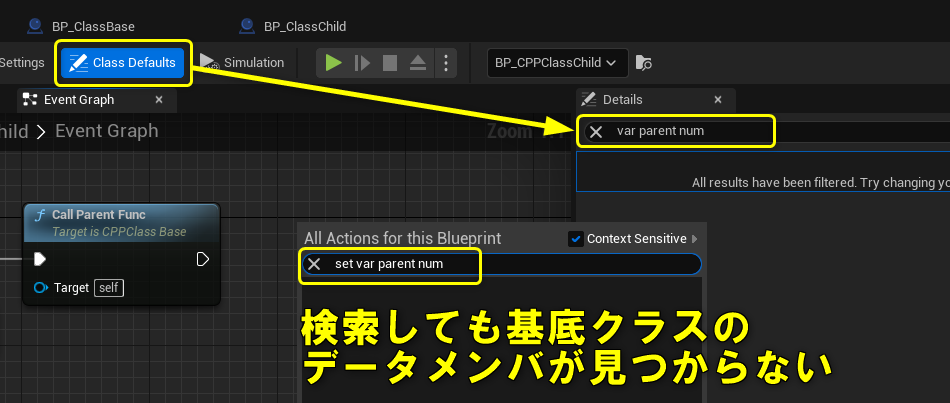 BP_ClassBase
BP_ClassChild
Settings
Class Defaults
Simulation
BP_CPPClassChild
Event Graph
Details
Event Graph
Zoom
var parent num
All results have been filtered. Try changing
Call Parent Func
Target is CPPClass Base
Target
self
All Actions for this Blueprint
Context Sensitive
set var parent num
検索しても基底クラスの
データメンバが見つからない